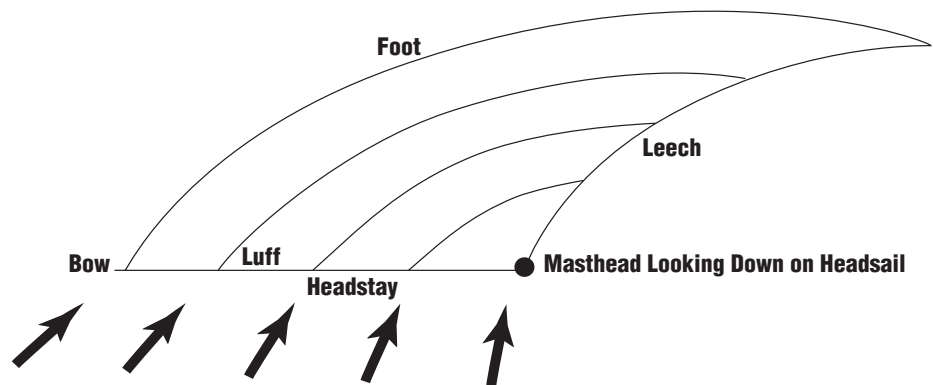 Foot
Leech
Luff
Bow
Masthead Looking Down on Headsail
Headstay